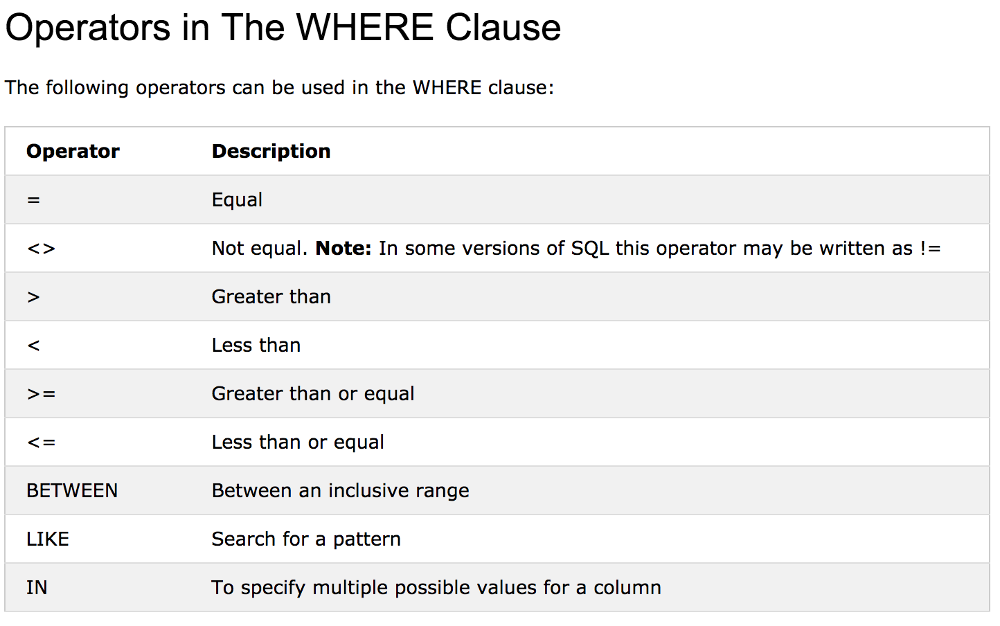 Operators in The WHERE Clause
The following operators can be used in the WHERE clause:
Operator Description
= Equal
<> Not equal. Note: In some versions of SQL this operator may be written as !=
> Greater than
< Less than
>= Greater than or equal
<= Less than or equal
BETWEEN Between an inclusive range
LIKE Search for a pattern
IN To specify multiple possible values for a column